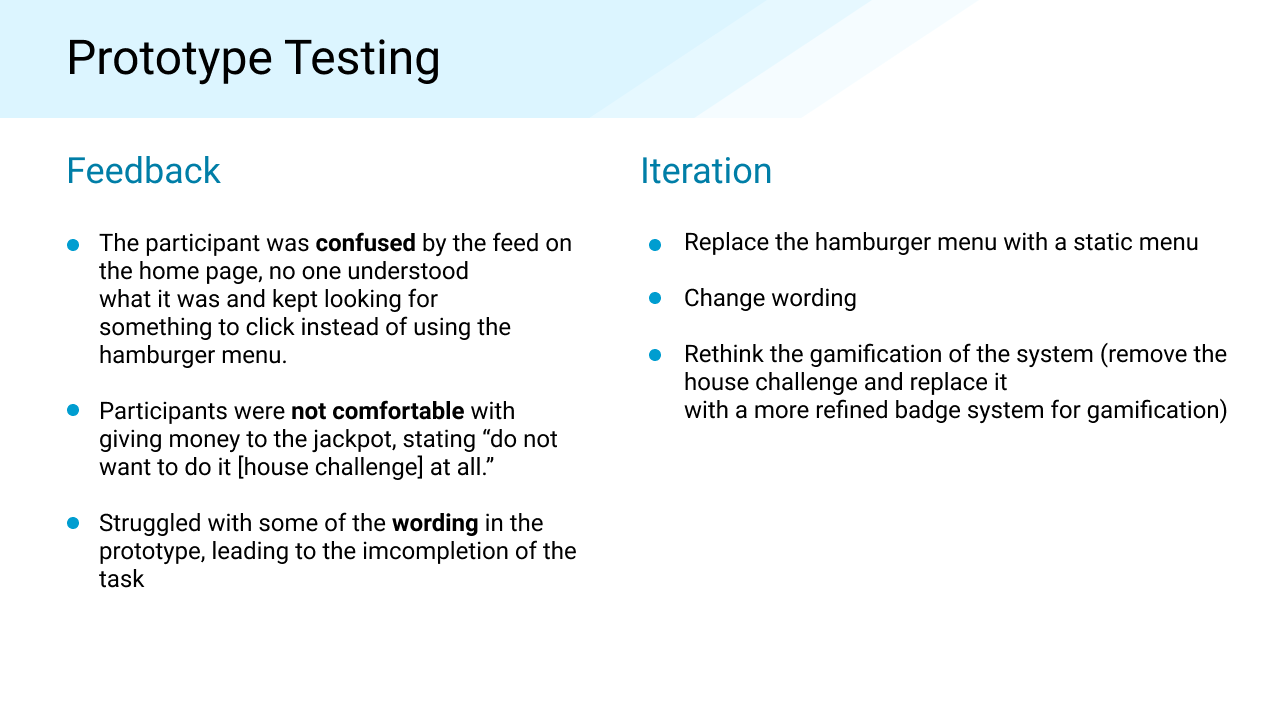 Prototype Testing
Feedback
The participant was confused by the feed on
the home page, no one understood
what it was and kept looking for
something to click instead of using the
hamburger menu.
Participants were not comfortable with
giving money to the jackpot, stating “do not
want to do it [house challenge] at all.”
Struggled with some of the wording in the
prototype, leading to the imcompletion of the
task
Iteration
Replace the hamburger menu with a static menu
Change wording
Rethink the gamification of the system (remove the
house challenge and replace it
with a more refined badge system for gamification)